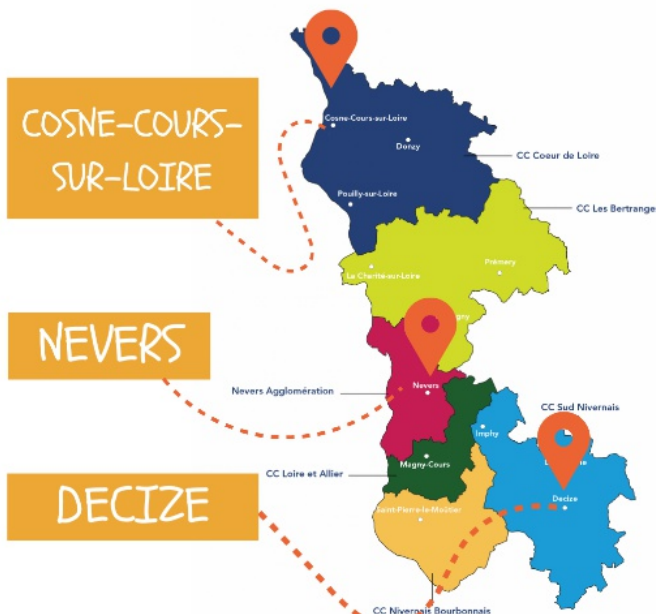 COSNE-COURS-
SUR-LOIRE
Cosne-Cours-sur-Loire
Donzy
CC Coeur de Loire
Pouilly-sur-Loire
CC Les Bertrange
La Charité-sur-Loire
Prémery
NEVERS
Nevers
Nevers Agglomération
CC Sud Nivernais
Imphy
Magny-Cours
CC Loire et Allier
DECIZE
Decize
Saint-Pierre-le-Moûtier
CC Nivernais Bourbonnais